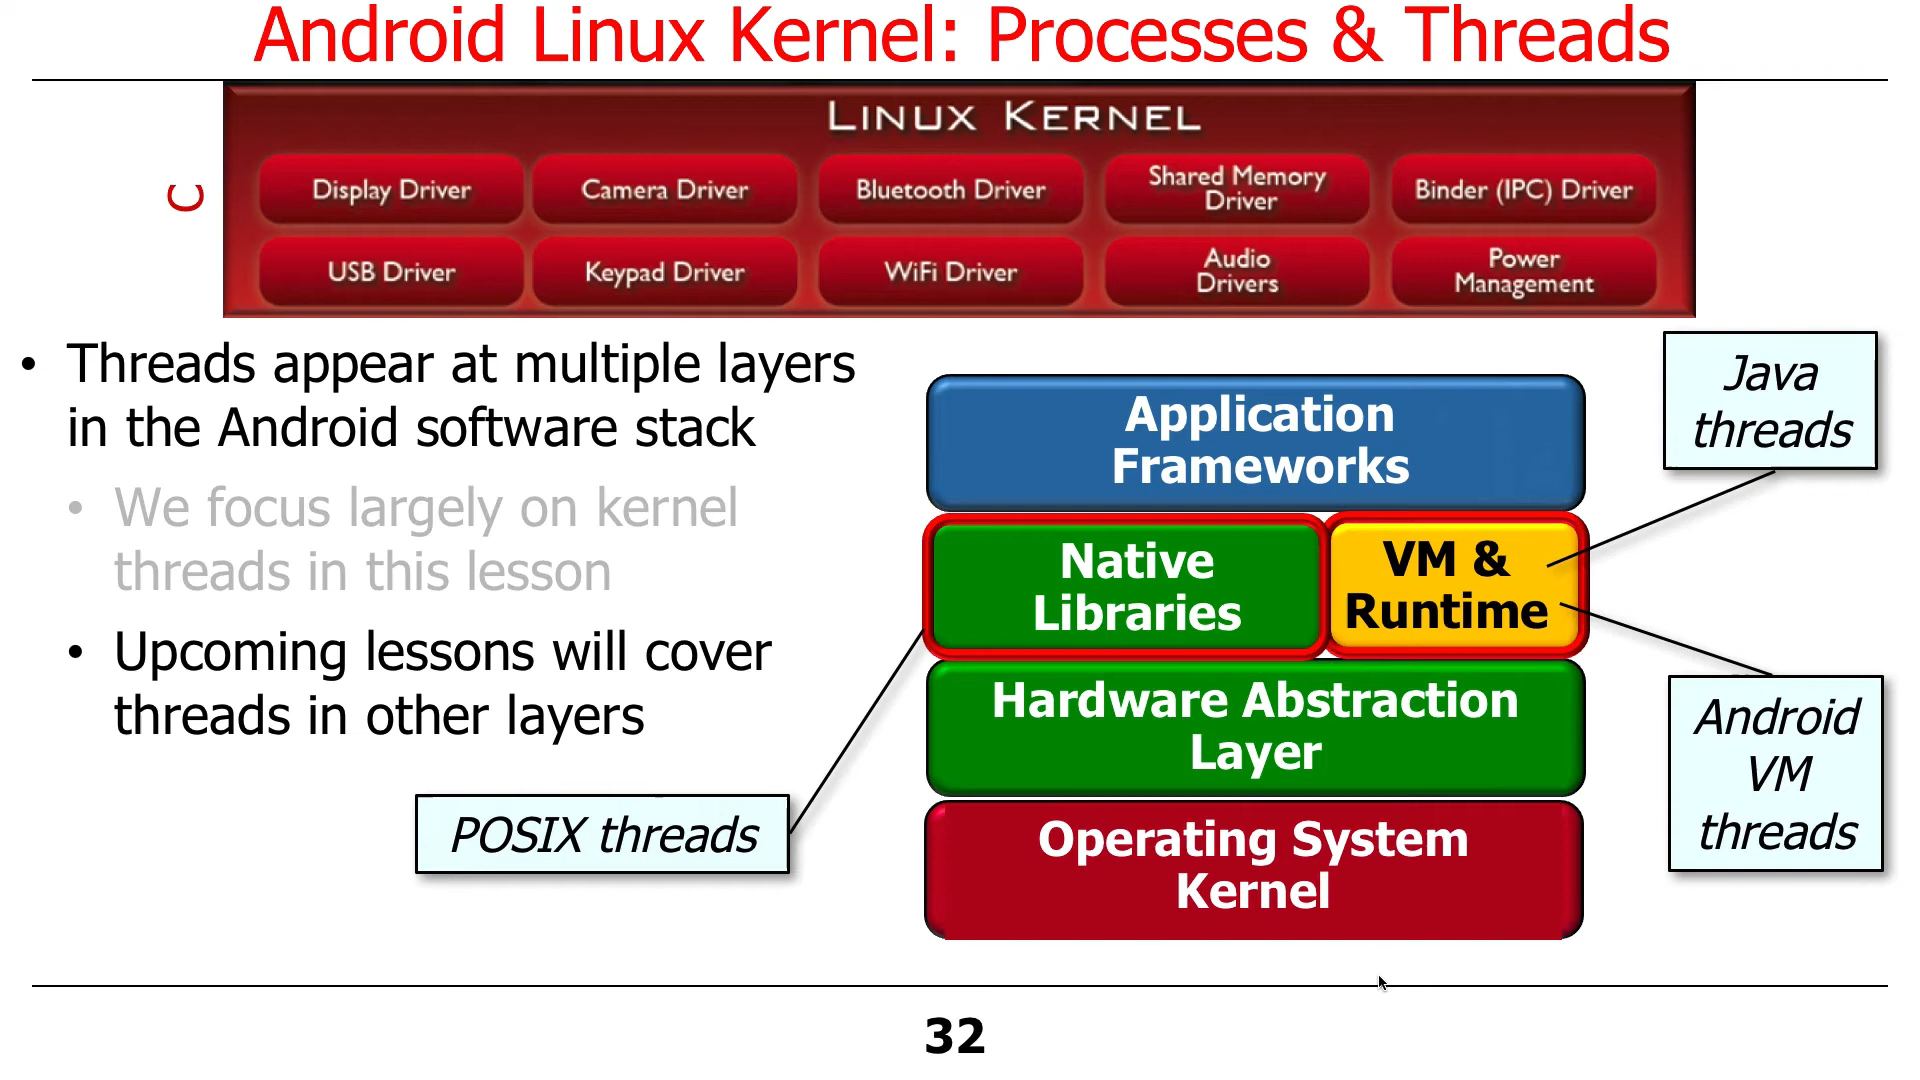 Android Linux Kernel: Processes & Threads
LINUX KERNEL
C
Display Driver
Camera Driver
Bluetooth Driver
Shared Memory
Driver
Binder (IPC) Driver
USB Driver
Keypad Driver
WiFi Driver
Audio
Drivers
Power
Management
• Threads appear at multiple layers
in the Android software stack
• We focus largely on kernel
threads in this lesson
• Upcoming lessons will cover
threads in other layers
POSIX threads
Application
Frameworks
Native
Libraries
VM &
Runtime
Hardware Abstraction
Layer
Operating System
Kernel
Java
threads
Android
VM
threads
32